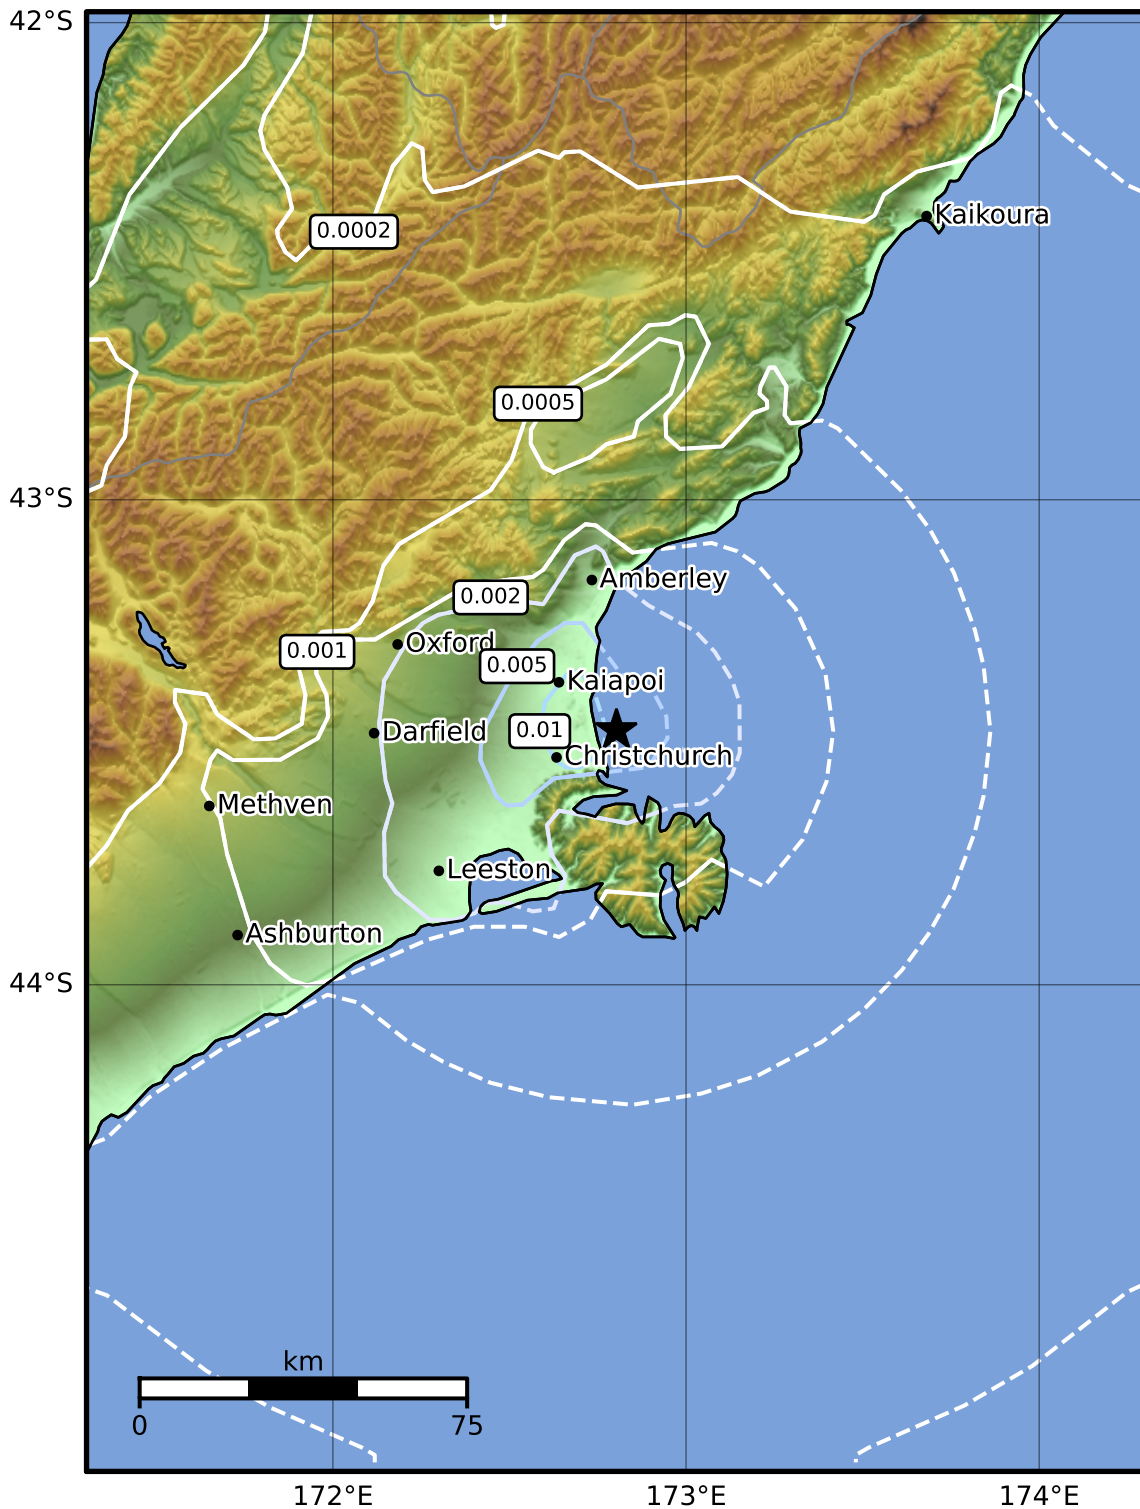 42°S
Kaikoura
0.0002
0.0005
43°S
Amberley
0.002
Oxford
0.001
0.005
Kaiapoi
0.01
Darfield
Christchurch
Methven
Leeston
Ashburton
44°S
km
0 75
172°E 173°E 174°E